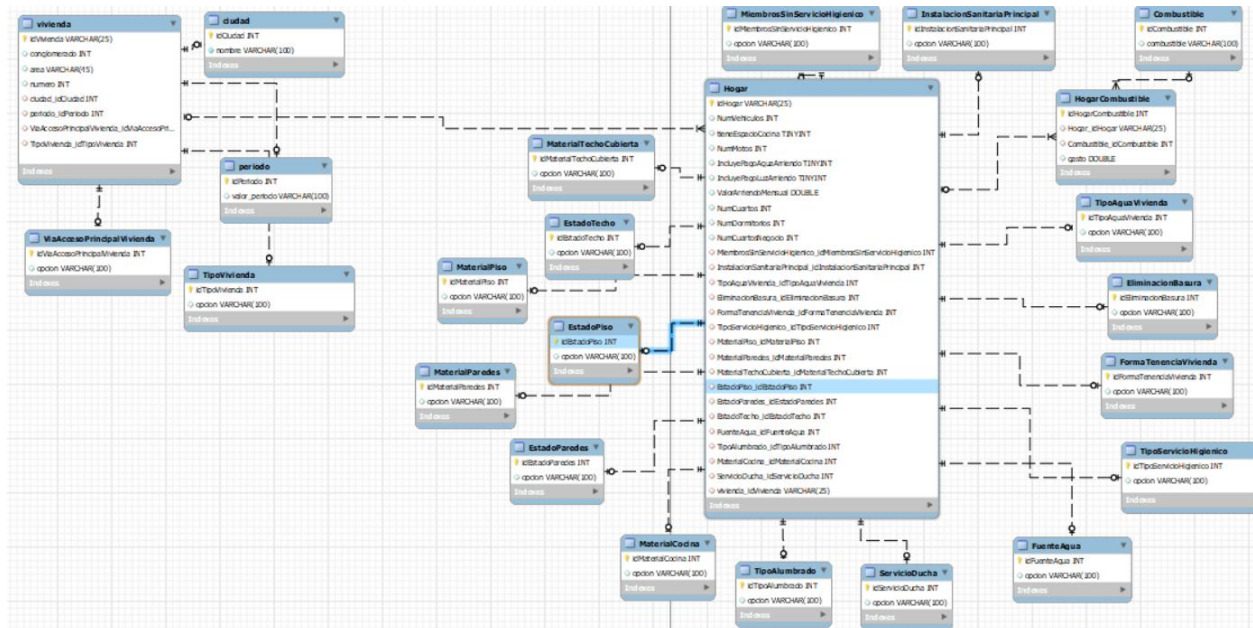 vivienda
idVivienda VARCHAR(25)
conglomerado INT
area VARCHAR(45)
numero INT
ciudad_idCiudad INT
periodo_idPeriodo INT
ViaAccesoPrincipalVivienda_idViaAccesoPri...
TipoVivienda_idTipoVivienda INT
Indexes
ciudad
idCiudad INT
nombre VARCHAR(100)
Indexes
periodo
idPeriodo INT
valor_periodo VARCHAR(100)
Indexes
ViaAccesoPrincipalVivienda
idViaAccesoPrincipalVivienda INT
opcion VARCHAR(100)
Indexes
TipoVivienda
idTipoVivienda INT
opcion VARCHAR(100)
Indexes
MaterialTechoCubierta
idMaterialTechoCubierta INT
opcion VARCHAR(100)
Indexes
EstadoTecho
idEstadoTecho INT
opcion VARCHAR(100)
Indexes
MaterialPiso
idMaterialPiso INT
opcion VARCHAR(100)
Indexes
EstadoPiso
idEstadoPiso INT
opcion VARCHAR(100)
Indexes
MaterialParedes
idMaterialParedes INT
opcion VARCHAR(100)
Indexes
EstadoParedes
idEstadoParedes INT
opcion VARCHAR(100)
Indexes
MaterialCocina
idMaterialCocina INT
opcion VARCHAR(100)
Indexes
MiembrosSinServicioHigienico
idMiembrosSinServicioHigienico INT
opcion VARCHAR(100)
Indexes
Hogar
idHogar VARCHAR(25)
NumVehiculos INT
tieneEspacioCocina TINYINT
NumMotos INT
IncluyePagoAguaArriendo TINYINT
IncluyePagoLuzArriendo TINYINT
ValorArriendoMensual DOUBLE
NumCuartos INT
NumDormitorios INT
NumCuartosNegocio INT
MiembrosSinServicioHigienico_idMiembrosSinServicioHigienico INT
InstalacionSanitariaPrincipal_idInstalacionSanitariaPrincipal INT
TipoAguaVivienda_idTipoAguaVivienda INT
EliminacionBasura_idEliminacionBasura INT
FormaTenenciaVivienda_idFormaTenenciaVivienda INT
TipoServicioHigienico_idTipoServicioHigienico INT
MaterialPiso_idMaterialPiso INT
MaterialParedes_idMaterialParedes INT
MaterialTechoCubierta_idMaterialTechoCubierta INT
EstadoPiso_idEstadoPiso INT
EstadoParedes_idEstadoParedes INT
EstadoTecho_idEstadoTecho INT
FuenteAgua_idFuenteAgua INT
TipoAlumbrado_idTipoAlumbrado INT
MaterialCocina_idMaterialCocina INT
ServicioDucha_idServicioDucha INT
vivienda_idVivienda VARCHAR(25)
Indexes
TipoAlumbrado
idTipoAlumbrado INT
opcion VARCHAR(100)
Indexes
ServicioDucha
idServicioDucha INT
opcion VARCHAR(100)
Indexes
InstalacionSanitariaPrincipal
idInstalacionSanitariaPrincipal INT
opcion VARCHAR(100)
Indexes
Combustible
idCombustible INT
combustible VARCHAR(100)
Indexes
HogarCombustible
idHogarCombustible INT
Hogar_idHogar VARCHAR(25)
Combustible_idCombustible INT
gasto DOUBLE
Indexes
TipoAguaVivienda
idTipoAguaVivienda INT
opcion VARCHAR(100)
Indexes
EliminacionBasura
idEliminacionBasura INT
opcion VARCHAR(100)
Indexes
FormaTenenciaVivienda
idFormaTenenciaVivienda INT
opcion VARCHAR(100)
Indexes
TipoServicioHigienico
idTipoServicioHigienico INT
opcion VARCHAR(100)
Indexes
FuenteAgua
idFuenteAgua INT
opcion VARCHAR(100)
Indexes